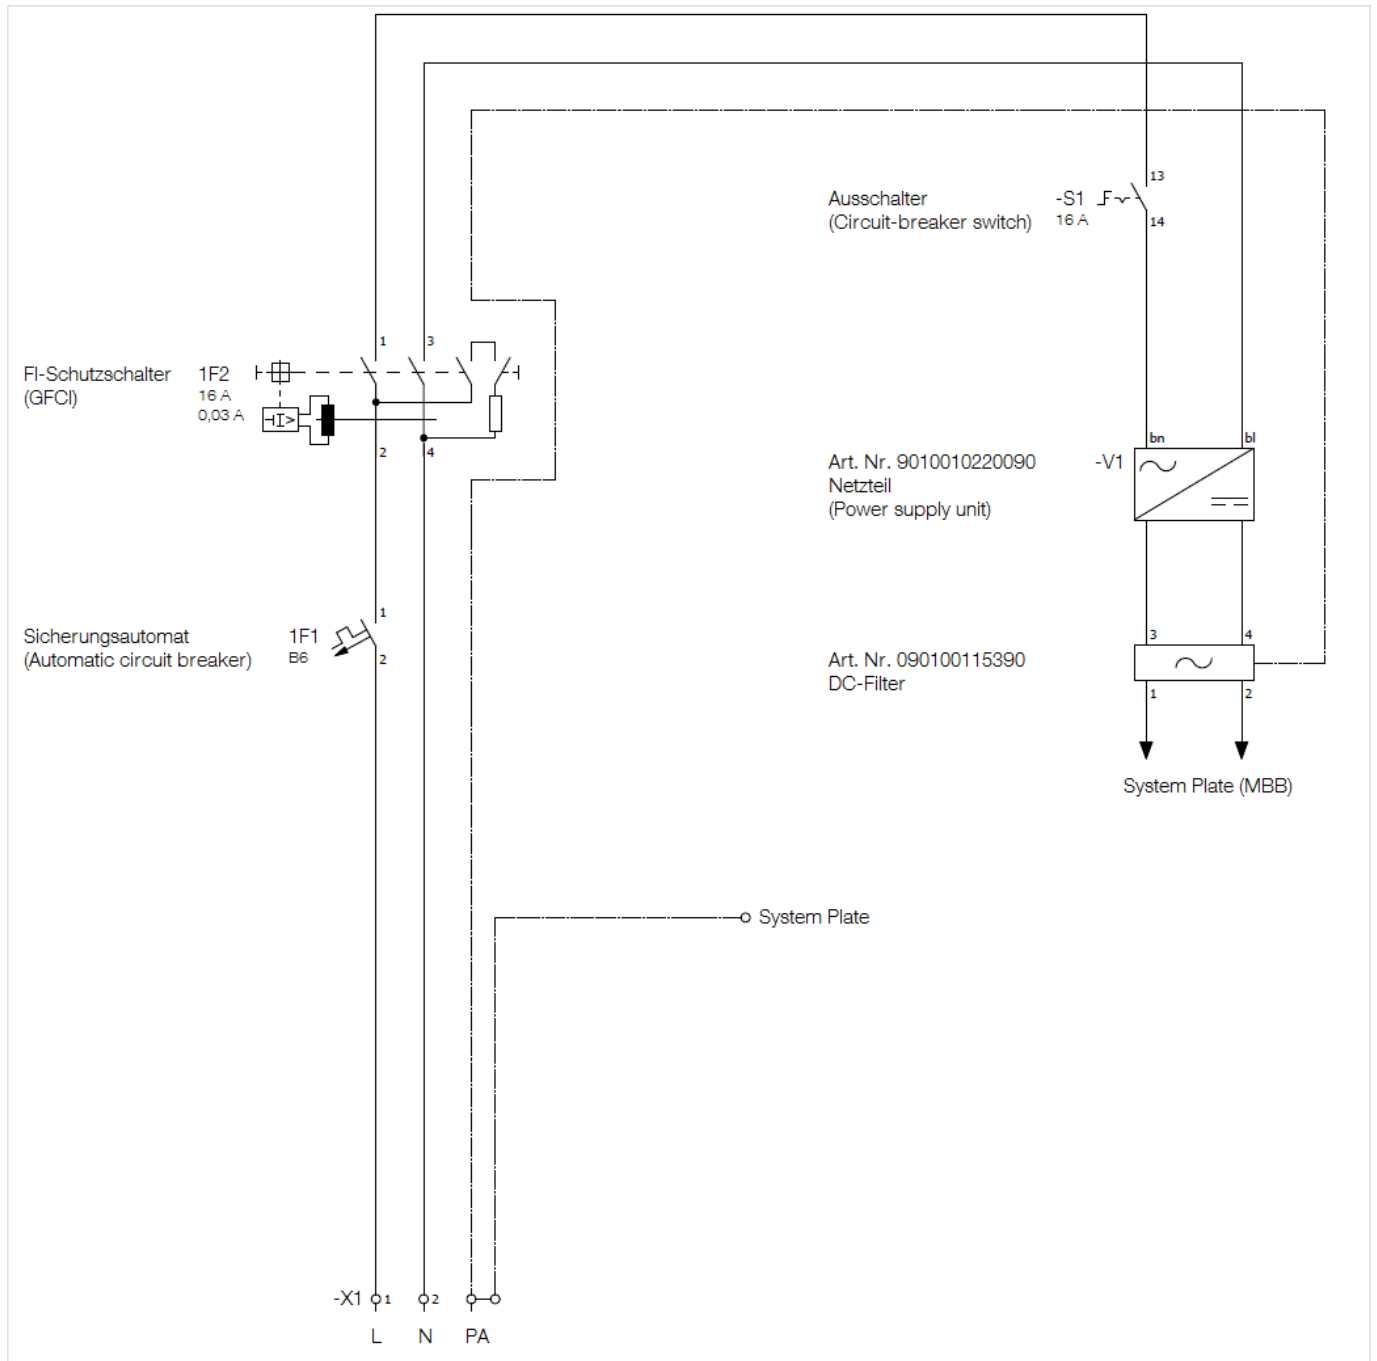 13
Ausschalter
(Circuit-breaker switch)
-S1
16 A
14
1
3
FI-Schutzschalter
(GFCI)
1F2
16 A
0,03 A
I>
2
4
bn
bl
Art. Nr. 9010010220090
Netzteil
(Power supply unit)
-V1
1
Sicherungsautomat
(Automatic circuit breaker)
1F1
B6
2
3
4
Art. Nr. 090100115390
DC-Filter
1
2
System Plate (MBB)
System Plate
-X1
1
2
L
N
PA